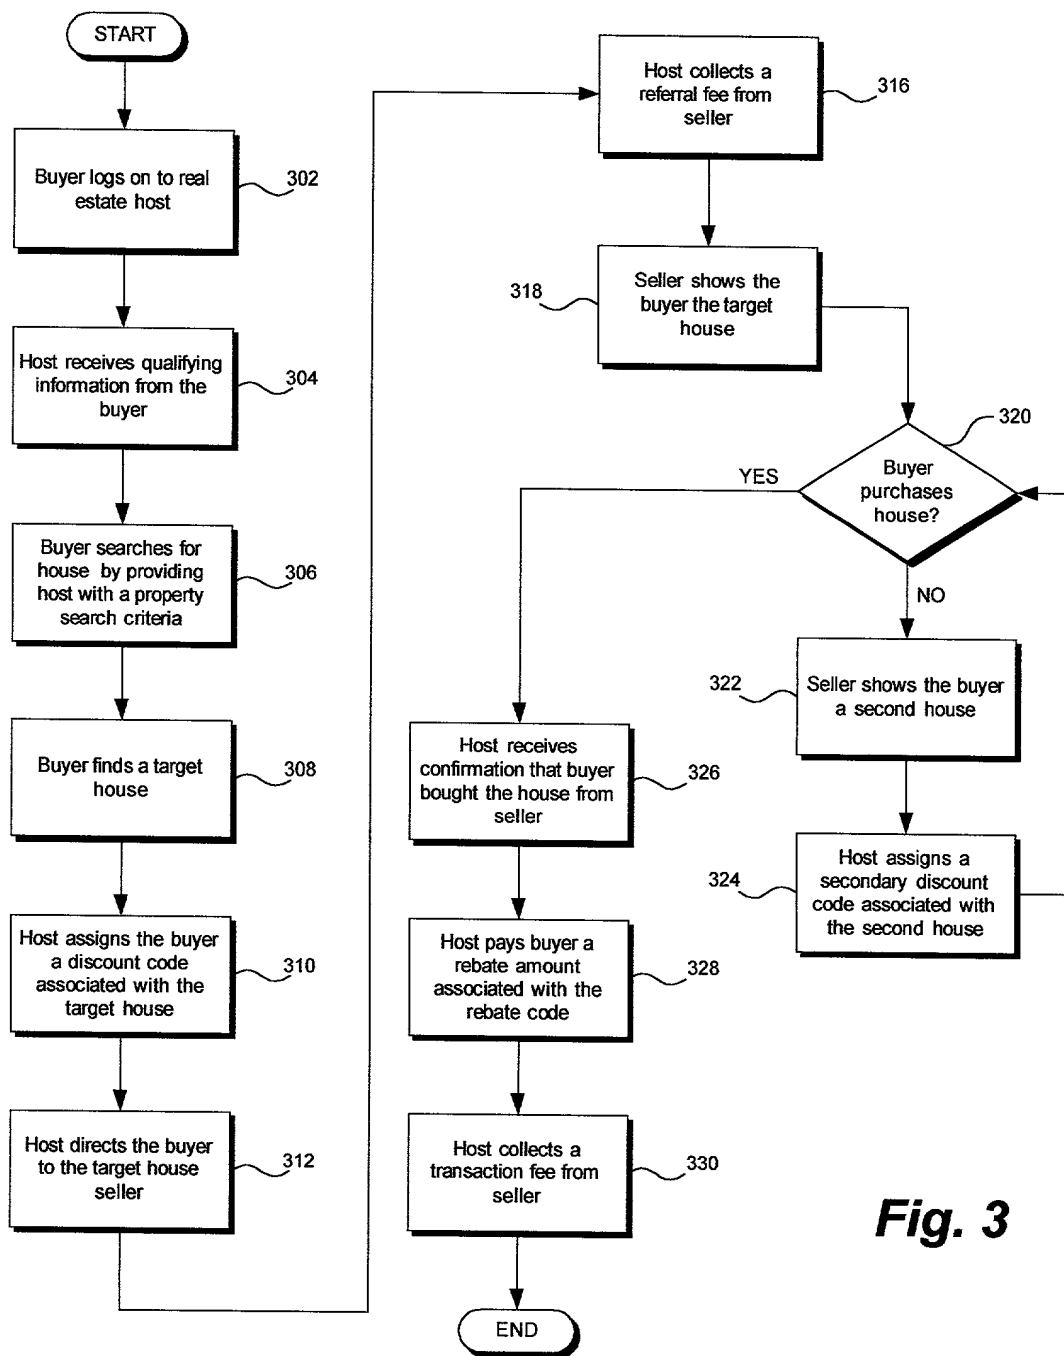 START
Buyer logs on to real
estate host
302
Host receives qualifying
information from the
buyer
304
Buyer searches for
house by providing
host with a property
search criteria
306
Buyer finds a target
house
308
Host assigns the buyer
a discount code
associated with the
target house
310
Host directs the buyer
to the target house
seller
312
Host collects a
referral fee from
seller
316
Seller shows the
buyer the target
house
318
Buyer
purchases
house?
320
YES
NO
Seller shows the buyer
a second house
322
Host assigns a
secondary discount
code associated with
the second house
324
Host receives
confirmation that buyer
bought the house from
seller
326
Host pays buyer a
rebate amount
associated with the
rebate code
328
Host collects a
transaction fee from
seller
330
END
Fig. 3